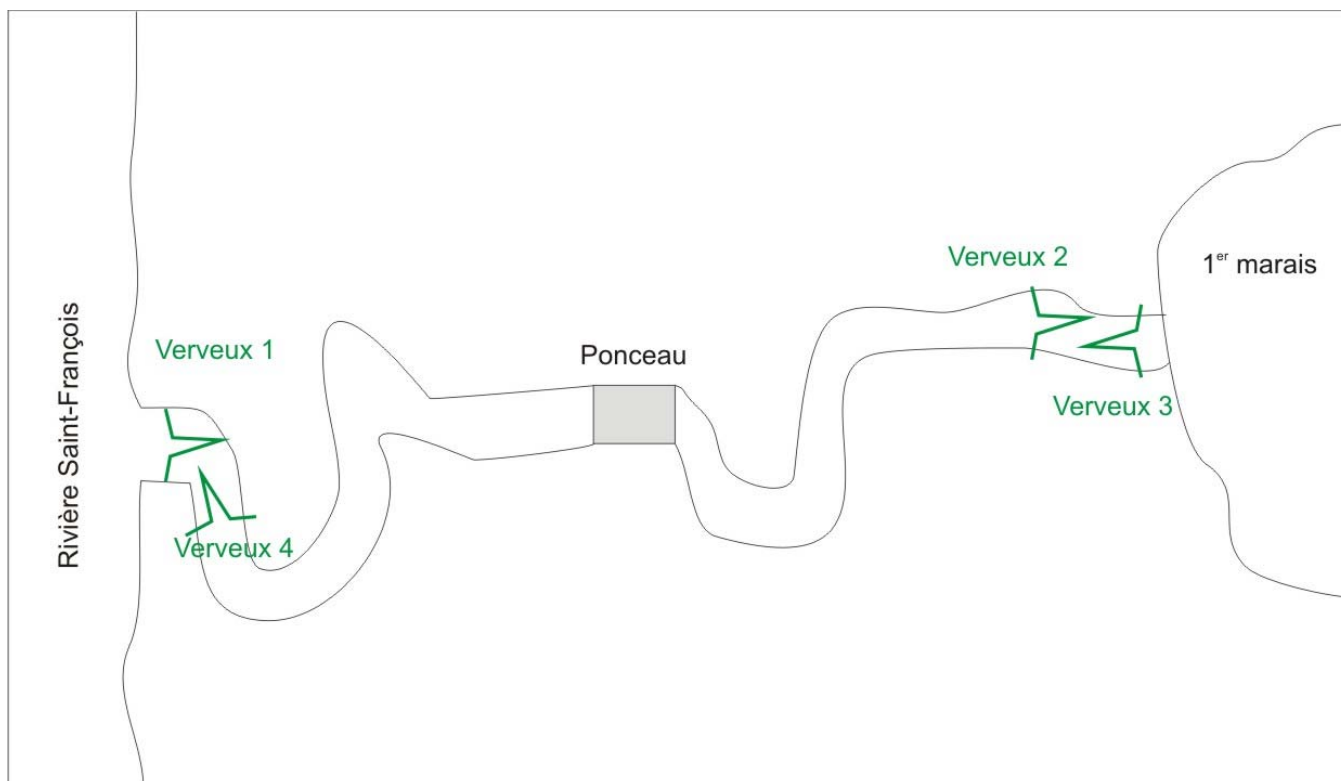 Rivière Saint-François
Verveux 1
Verveux 4
Ponceau
Verveux 2
Verveux 3
1er marais